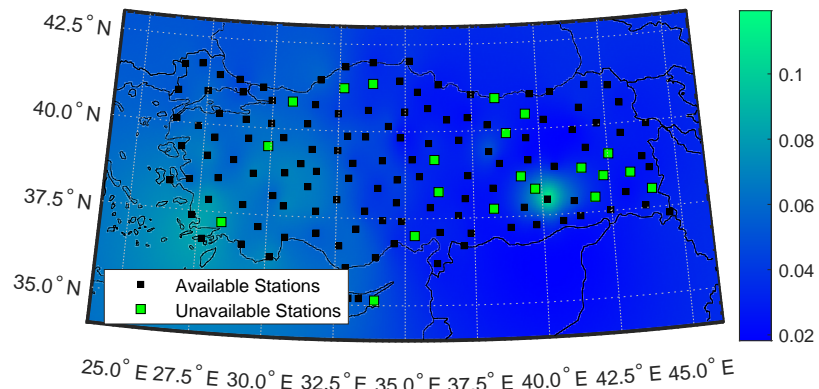 42.5° N
40.0° N
37.5° N
35.0° N
Available Stations
Unavailable Stations
25.0° E 27.5° E 30.0° E 32.5° E 35.0° E 37.5° E 40.0° E 42.5° E 45.0° E
0.1
0.08
0.06
0.04
0.02